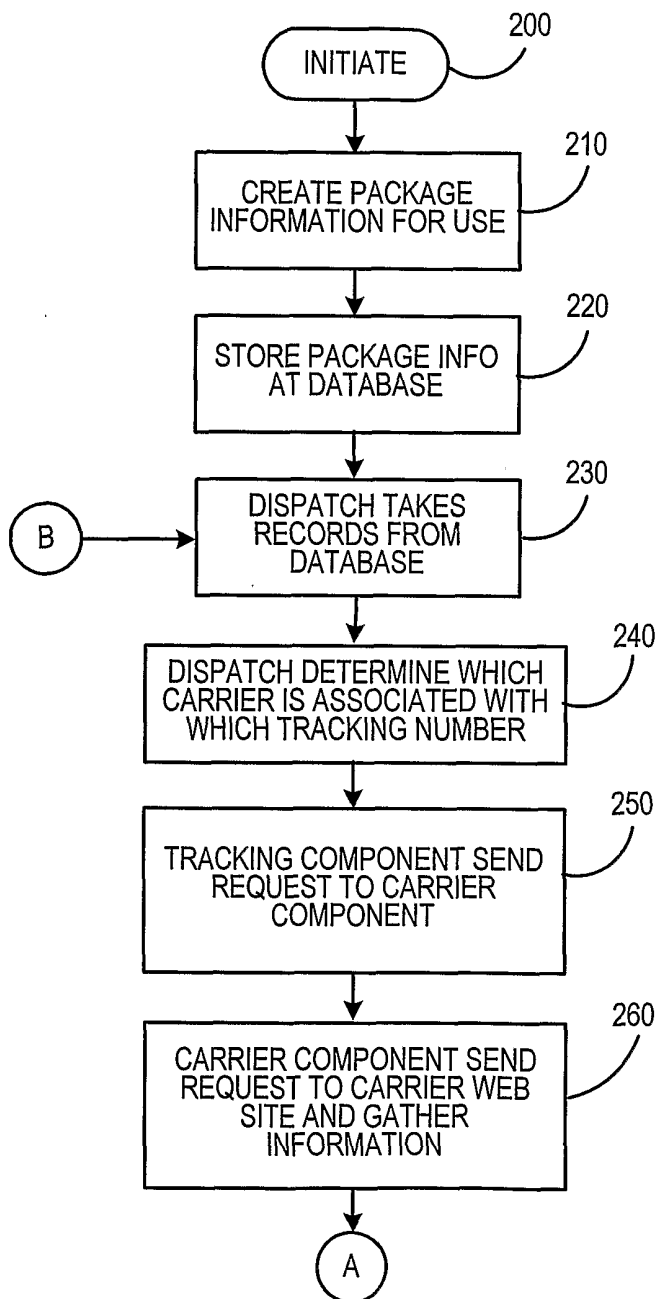 200
INITIATE
210
CREATE PACKAGE
INFORMATION FOR USE
220
STORE PACKAGE INFO
AT DATABASE
230
DISPATCH TAKES
RECORDS FROM
DATABASE
B
240
DISPATCH DETERMINE WHICH
CARRIER IS ASSOCIATED WITH
WHICH TRACKING NUMBER
250
TRACKING COMPONENT SEND
REQUEST TO CARRIER
COMPONENT
260
CARRIER COMPONENT SEND
REQUEST TO CARRIER WEB
SITE AND GATHER
INFORMATION
A